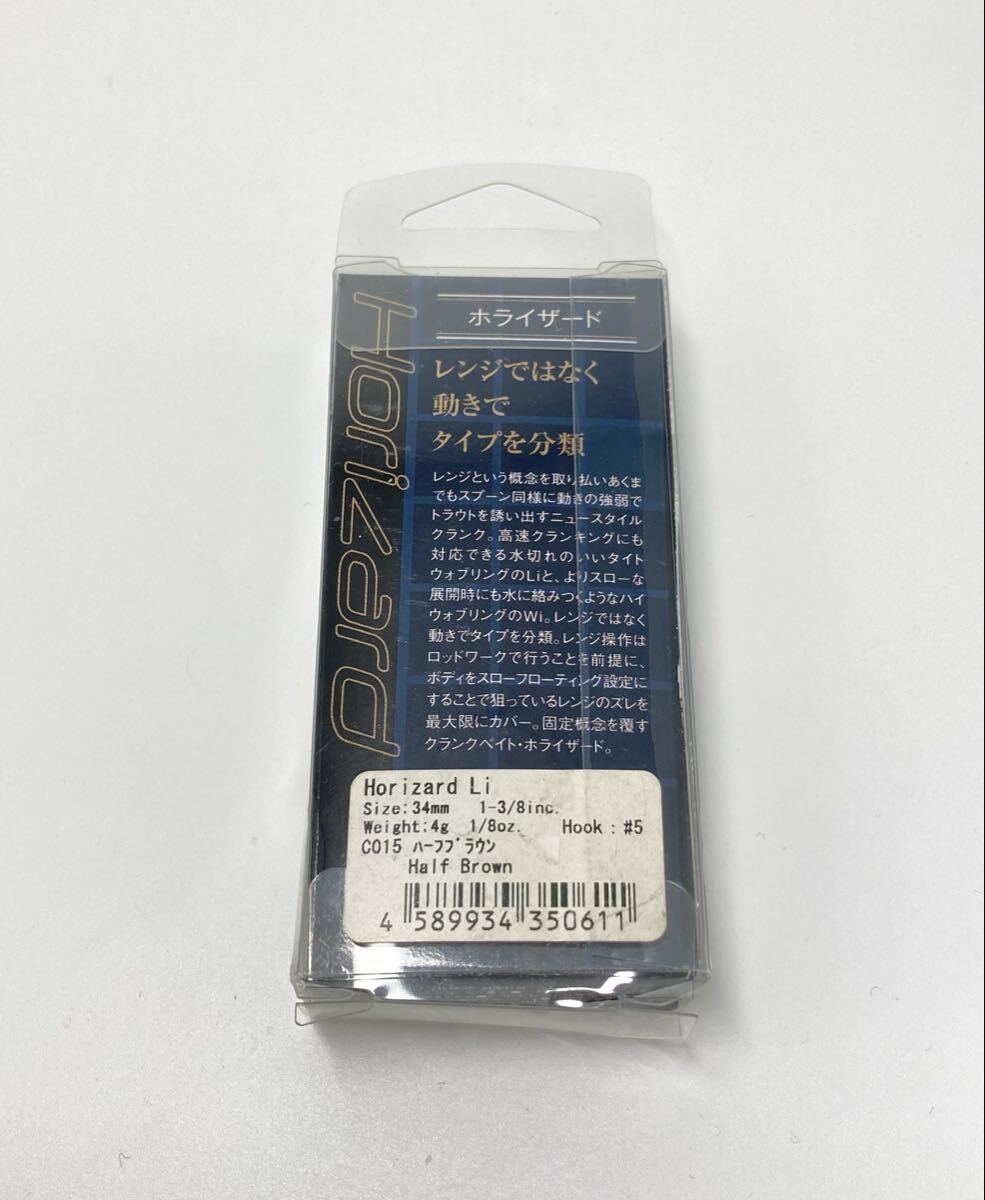 Horizard
ホライザード
レンジではなく
動きで
タイプを分類
レンジという概念を取り払いあくま
でもスプーン同様に動きの強弱で
トラウトを誘い出すニュースタイル
クランク。高速クランキングにも
対応できる水切れのいいタイト
ウォブリングのLiと、よりスローな
展開時にも水に絡みつくようなハイ
ウォブリングのWi。レンジではなく
動きでタイプを分類。レンジ操作は
ロッドワークで行うことを前提に、
ボディをスローフローティング設定に
することで狙っているレンジのズレを
最大限にカバー。固定概念を覆す
クランクベイト・ホライザード。
Horizard Li
Size:34mm 1-3/8inc.
Weight:4g 1/8oz. Hook : #5
C015 ﾊｰﾌﾌﾞﾗｳﾝ
Half Brown
4 589934 350611